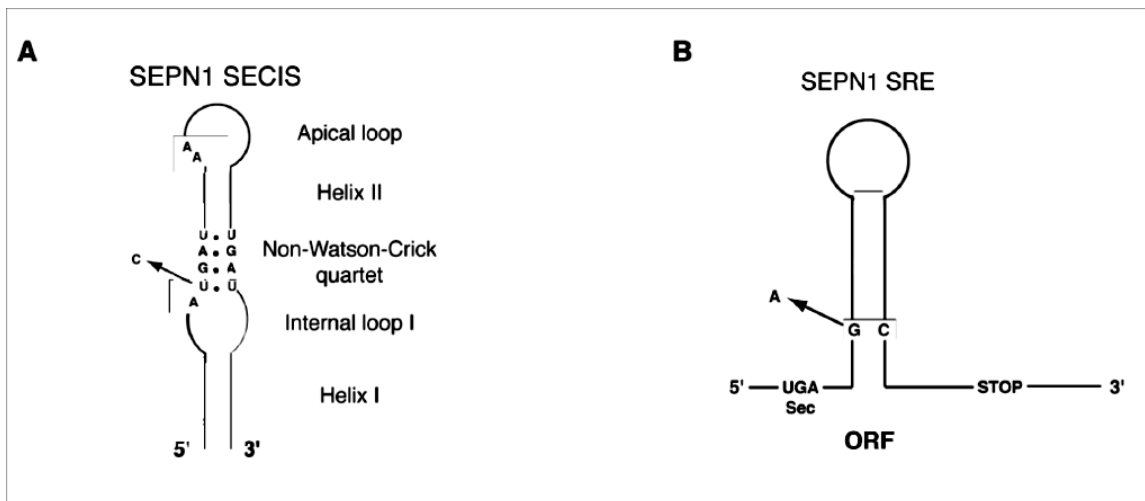 A
SEPN1 SECIS
A
A
Apical loop
Helix II
U U
A G
Non-Watson-Crick
quartet
G A
C
U U
A
Internal loop I
Helix I
5' 3'
B
SEPN1 SRE
A
G C
5' UGA STOP 3'
Sec
ORF